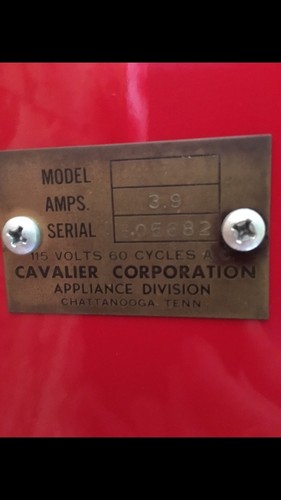 MODEL
AMPS. 3.9
SERIAL
115 VOLTS 60 CYCLES A.C.
CAVALIER CORPORATION
APPLIANCE DIVISION
CHATTANOOGA TENN